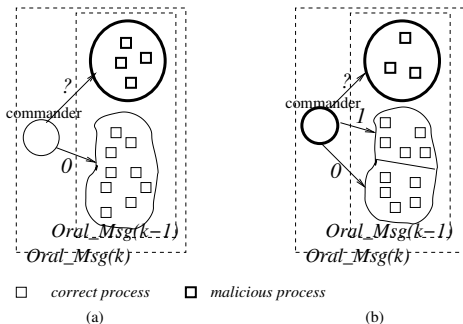 ?
commander
0
Oral_Msg(k−1)
Oral_Msg(k)
?
commander
1
0
Oral_Msg(k−1)
Oral_Msg(k)
correct process
malicious process
(a)
(b)